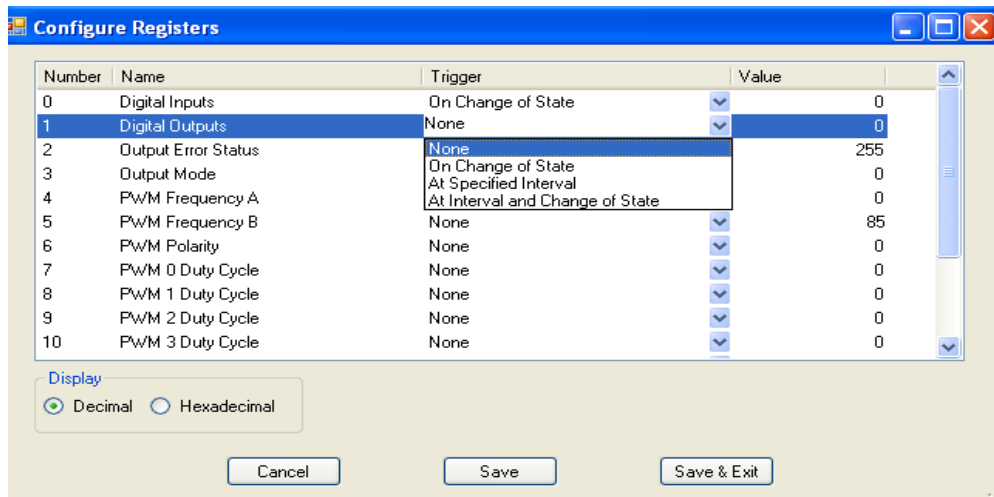 Configure Registers
Number Name Trigger Value
0 Digital Inputs On Change of State 0
1 Digital Outputs None 0
2 Output Error Status None 255
3 Output Mode On Change of State 0
At Specified Interval
4 PWM Frequency A At Interval and Change of State 0
5 PWM Frequency B None 85
6 PWM Polarity None 0
7 PWM 0 Duty Cycle None 0
8 PWM 1 Duty Cycle None 0
9 PWM 2 Duty Cycle None 0
10 PWM 3 Duty Cycle None 0
Display
Decimal Hexadecimal
Cancel Save Save & Exit